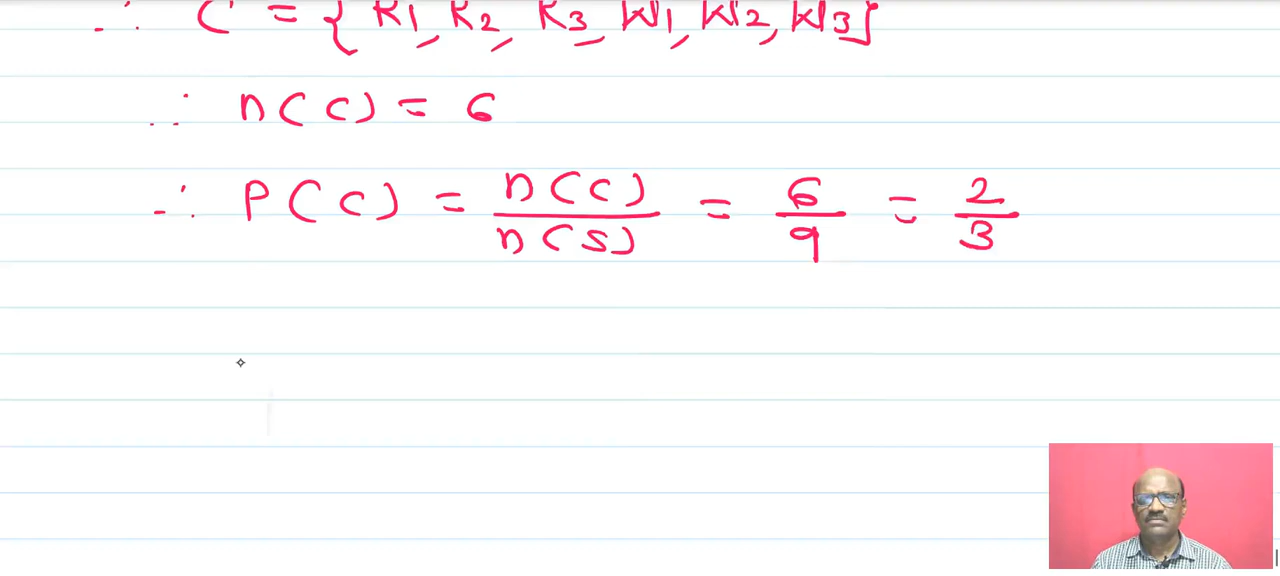 ∴ C = { R1, R2, R3, W1, W2, W3}
∴ n(C) = 6
∴ P(C) = n(C)/n(S) = 6/9 = 2/3